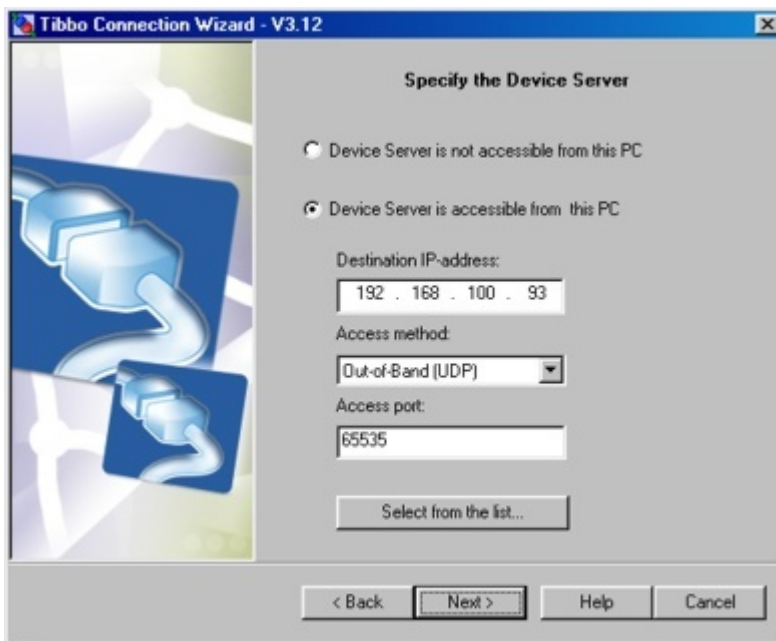 Tibbo Connection Wizard - V3.12
Specify the Device Server
Device Server is not accessible from this PC
Device Server is accessible from this PC
Destination IP-address:
192 . 168 . 100 . 93
Access method:
Out-of-Band (UDP)
Access port:
65535
Select from the list...
< Back Next > Help Cancel